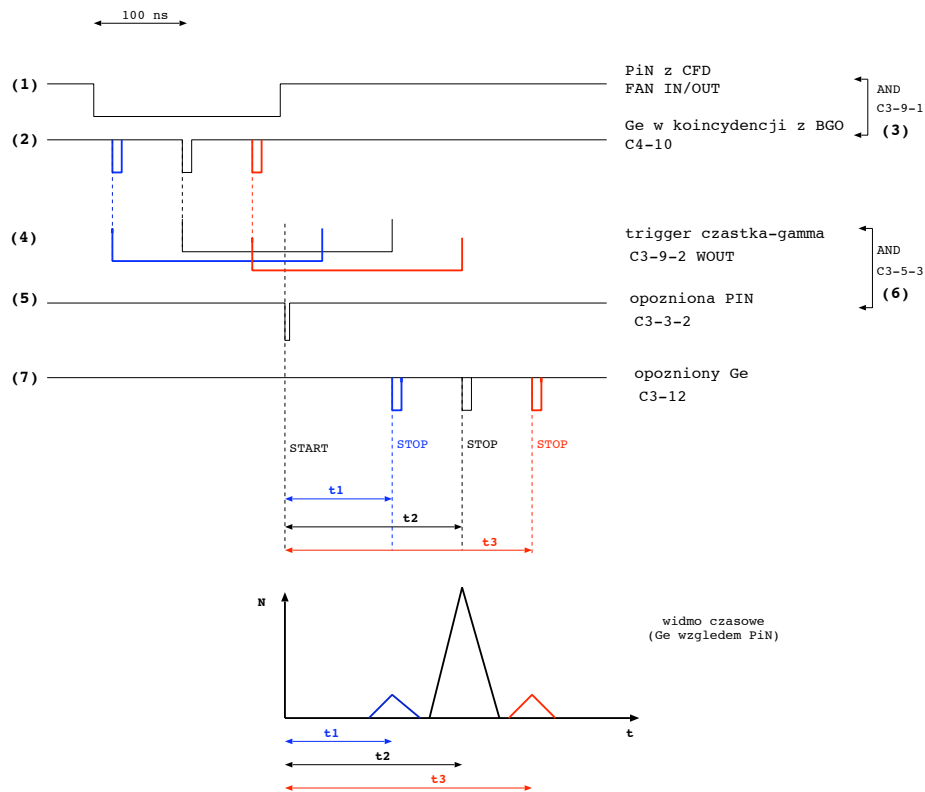 100 ns
(1)
PiN z CFD
FAN IN/OUT
AND
C3-9-1
(3)
(2)
Ge w koincydencji z BGO
C4-10
(4)
trigger czastka-gamma
C3-9-2 WOUT
AND
C3-5-3
(6)
(5)
opozniona PIN
C3-3-2
(7)
opozniony Ge
C3-12
START
STOP
STOP
STOP
t1
t2
t3
N
widmo czasowe
(Ge wzgledem PiN)
t
t1
t2
t3